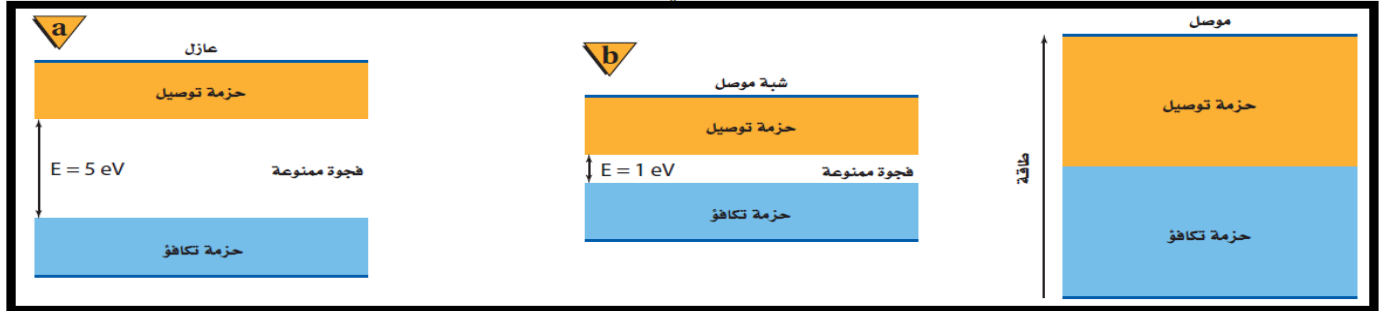 a
عازل
حزمة توصيل
E = 5 eV
فجوة ممنوعة
حزمة تكافؤ
b
شبة موصل
حزمة توصيل
E = 1 eV
فجوة ممنوعة
حزمة تكافؤ
موصل
طاقة
حزمة توصيل
حزمة تكافؤ